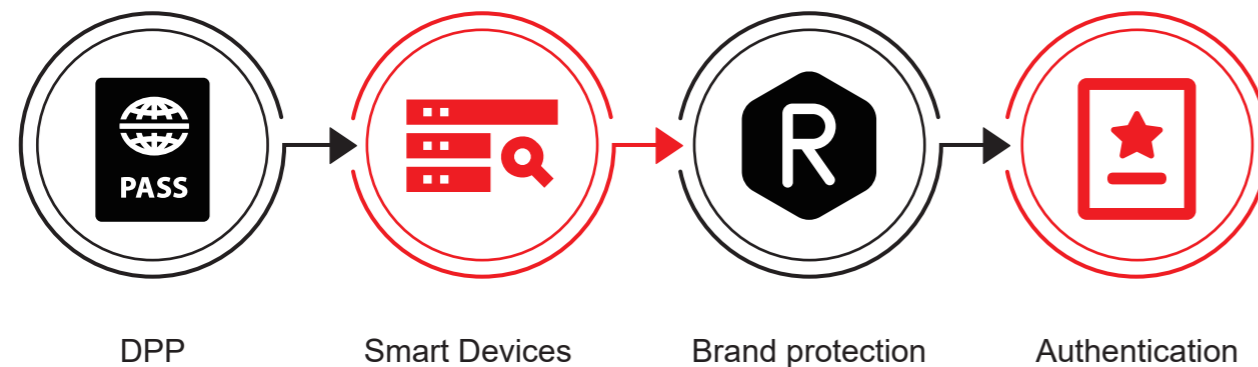 PASS
R
DPP
Smart Devices
Brand protection
Authentication